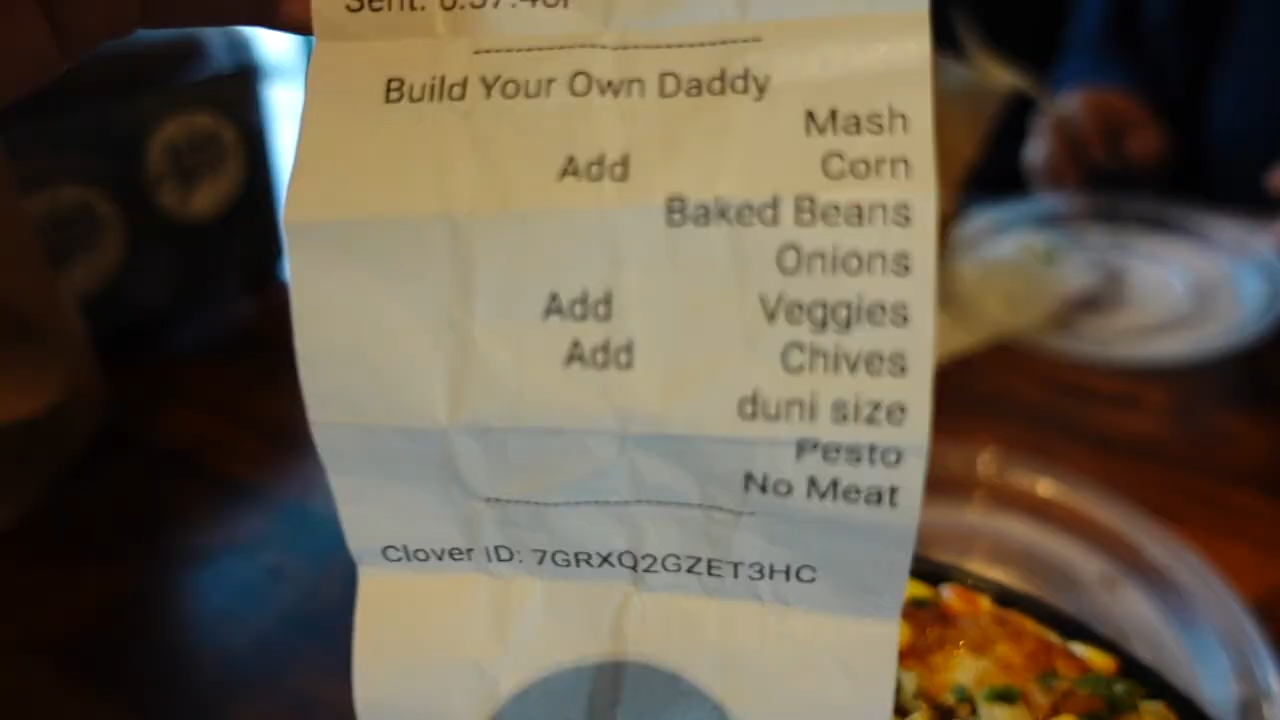 Build Your Own Daddy
Mash
Add Corn
Baked Beans
Onions
Add Veggies
Add Chives
duni size
Pesto
No Meat
Clover ID: 7GRXQ2GZET3HC